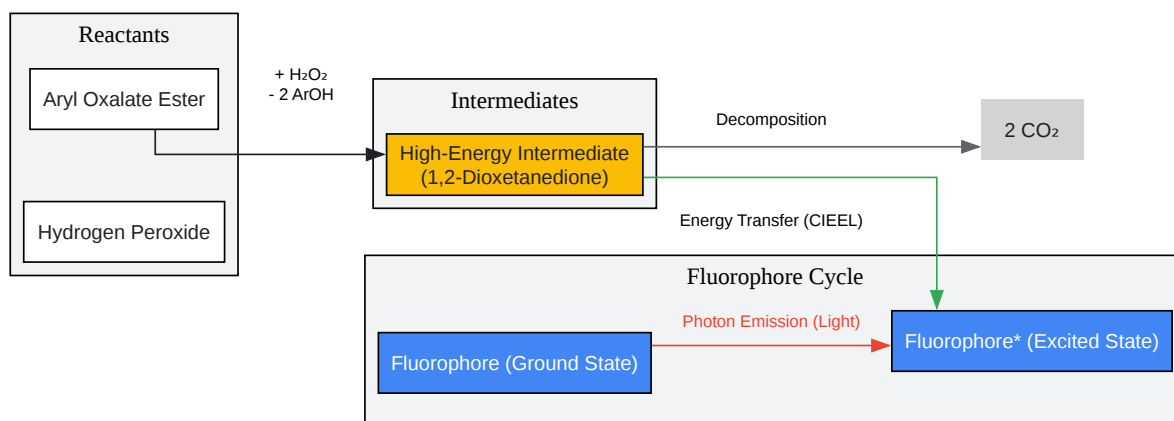 Reactants
Aryl Oxalate Ester
Hydrogen Peroxide
+ H₂O₂
- 2 ArOH
Intermediates
High-Energy Intermediate
(1,2-Dioxetanedione)
Decomposition
2 CO₂
Energy Transfer (CIEEL)
Fluorophore Cycle
Photon Emission (Light)
Fluorophore (Ground State)
Fluorophore* (Excited State)